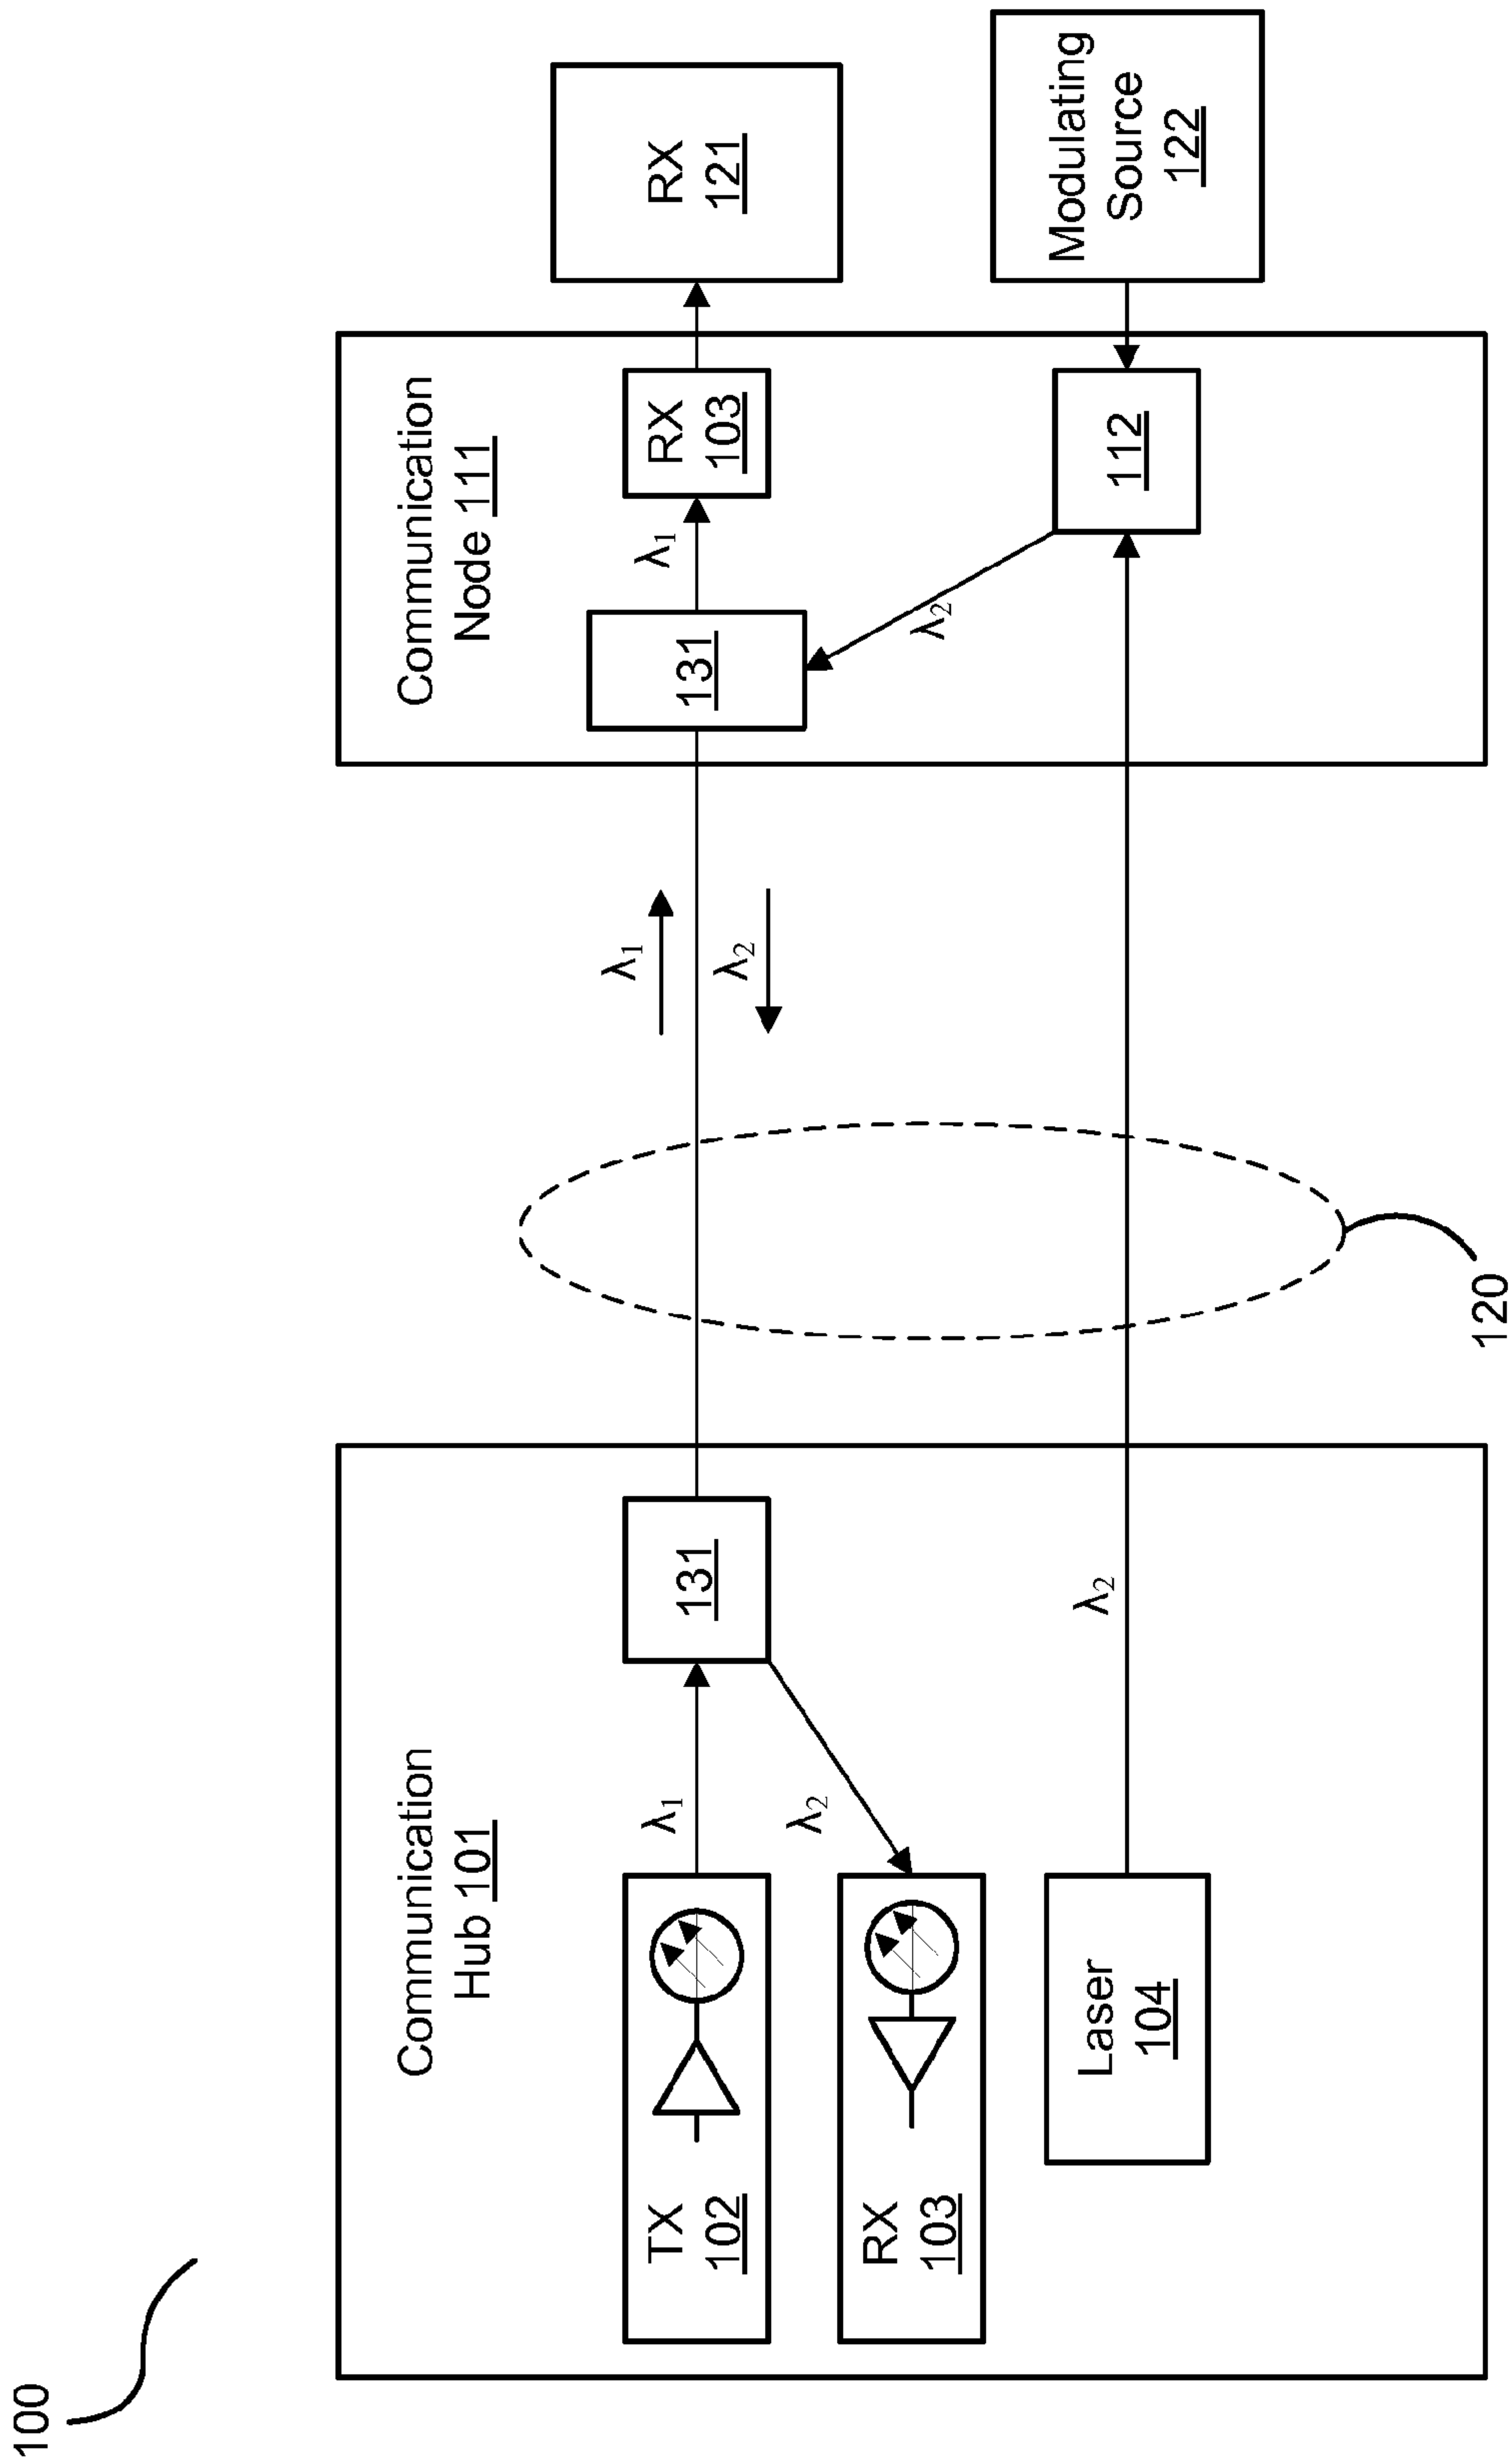 100
Communication
Hub 101
TX
102
λ1
131
λ2
RX
103
Laser
104
λ2
λ1
λ2
120
Communication
Node 111
131
λ1
RX
103
λ2
112
RX
121
Modulating
Source
122